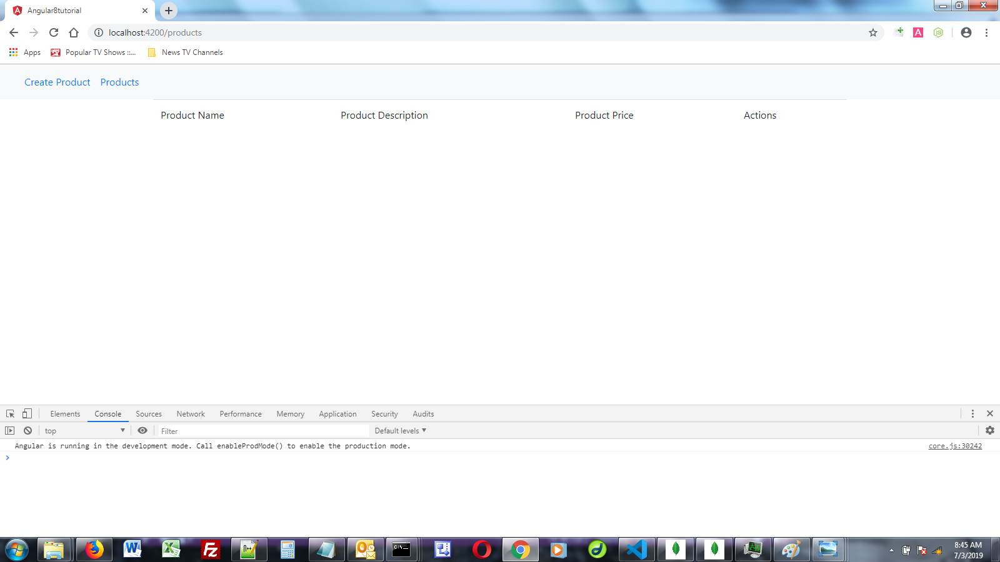 Angular8tutorial
localhost:4200/products
Apps Popular TV Shows ::... News TV Channels
Create Product Products
Product Name Product Description Product Price Actions
Elements Console Sources Network Performance Memory Application Security Audits
top Filter Default levels
Angular is running in the development mode. Call enableProdMode() to enable the production mode. core.js:30242
8:45 AM
7/3/2019